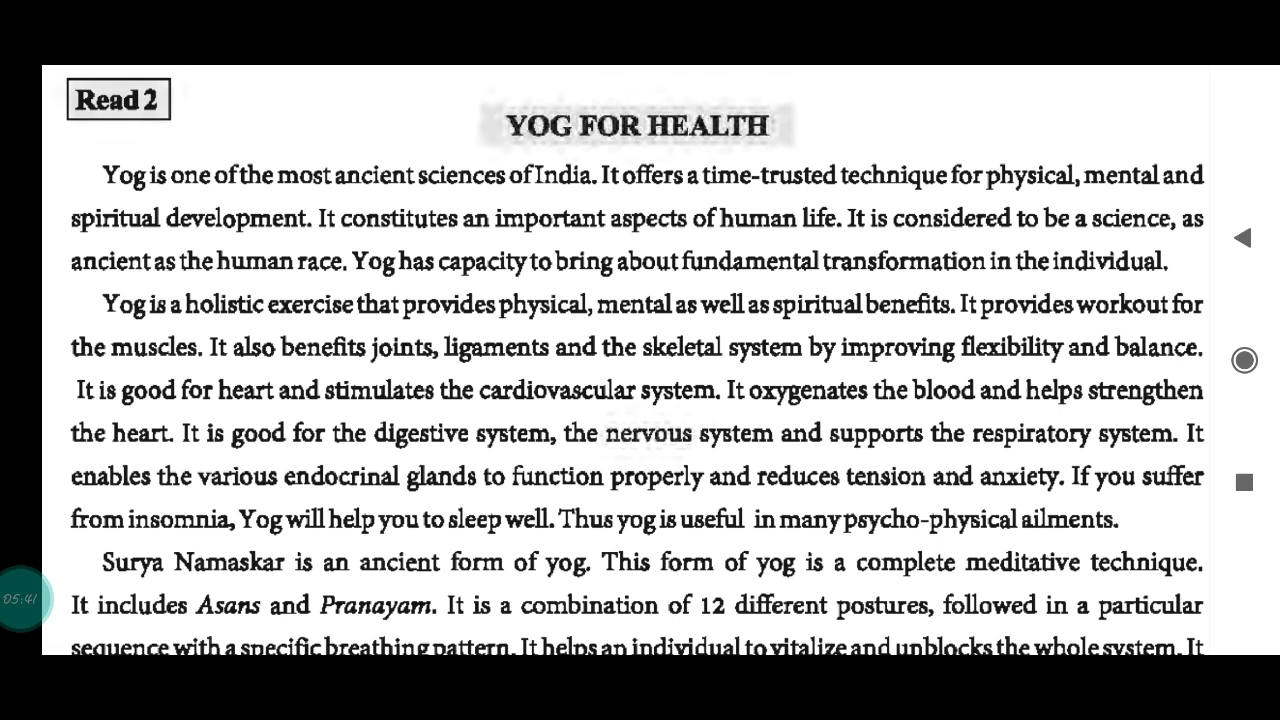 Read 2
YOG FOR HEALTH
Yog is one of the most ancient sciences of India. It offers a time-trusted technique for physical, mental and
spiritual development. It constitutes an important aspects of human life. It is considered to be a science, as
ancient as the human race. Yog has capacity to bring about fundamental transformation in the individual.
Yog is a holistic exercise that provides physical, mental as well as spiritual benefits. It provides workout for
the muscles. It also benefits joints, ligaments and the skeletal system by improving flexibility and balance.
It is good for heart and stimulates the cardiovascular system. It oxygenates the blood and helps strengthen
the heart. It is good for the digestive system, the nervous system and supports the respiratory system. It
enables the various endocrinal glands to function properly and reduces tension and anxiety. If you suffer
from insomnia, Yog will help you to sleep well. Thus yog is useful in many psycho-physical ailments.
Surya Namaskar is an ancient form of yog. This form of yog is a complete meditative technique.
It includes Asans and Pranayam. It is a combination of 12 different postures, followed in a particular
sequence with a specific breathing pattern. It helps an individual to vitalize and unblocks the whole system. It
05:41